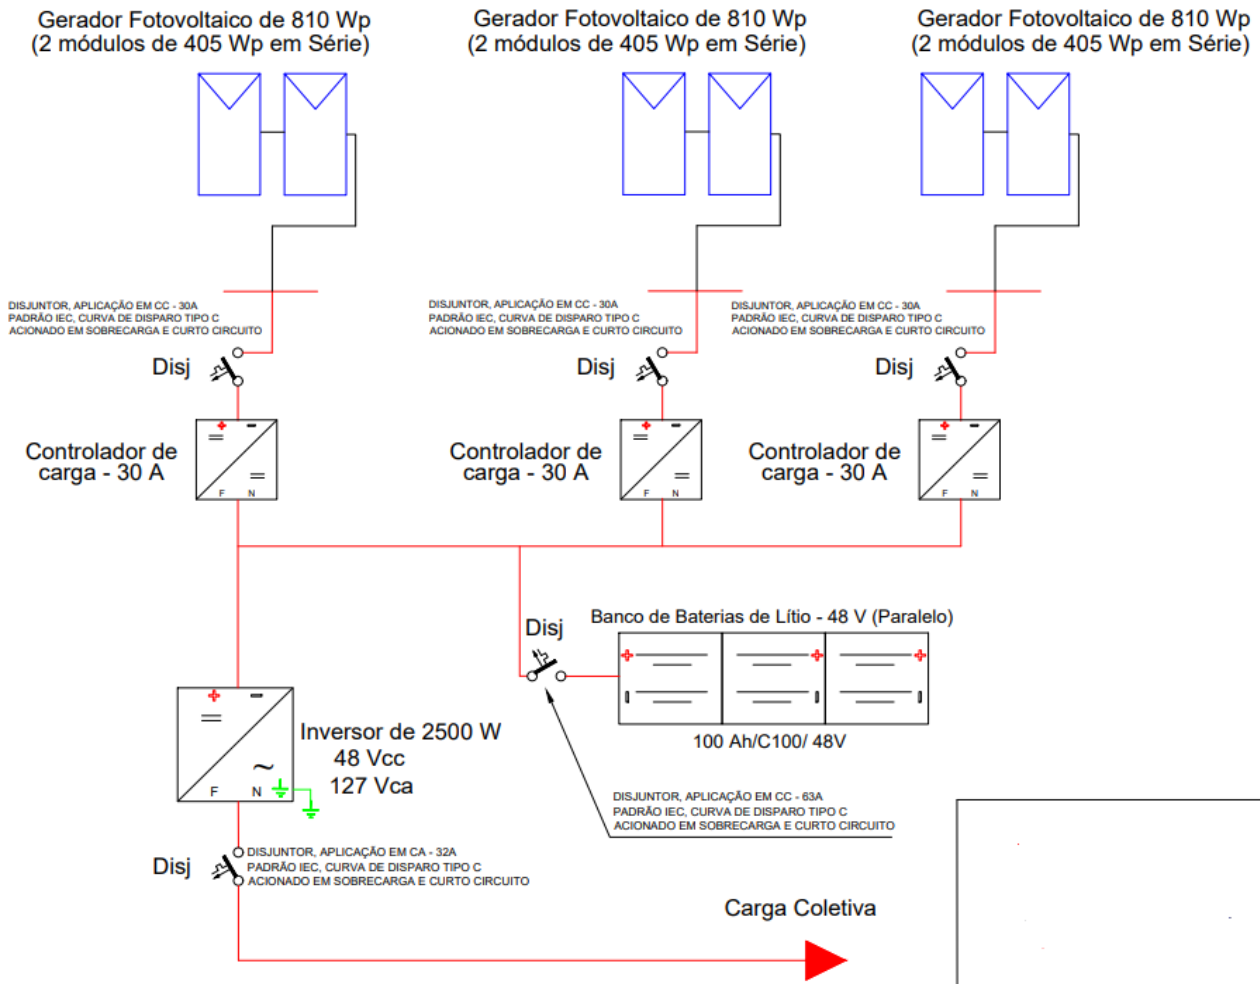 Gerador Fotovoltaico de 810 Wp
(2 módulos de 405 Wp em Série)
Gerador Fotovoltaico de 810 Wp
(2 módulos de 405 Wp em Série)
Gerador Fotovoltaico de 810 Wp
(2 módulos de 405 Wp em Série)
DISJUNTOR, APLICAÇÃO EM CC - 30A
PADRÃO IEC, CURVA DE DISPARO TIPO C
ACIONADO EM SOBRECARGA E CURTO CIRCUITO
DISJUNTOR, APLICAÇÃO EM CC - 30A
PADRÃO IEC, CURVA DE DISPARO TIPO C
ACIONADO EM SOBRECARGA E CURTO CIRCUITO
DISJUNTOR, APLICAÇÃO EM CC - 30A
PADRÃO IEC, CURVA DE DISPARO TIPO C
ACIONADO EM SOBRECARGA E CURTO CIRCUITO
Disj
Disj
Disj
Controlador de
carga - 30 A
F N
Controlador de
carga - 30 A
F N
Controlador de
carga - 30 A
F N
Disj
Banco de Baterias de Lítio - 48 V (Paralelo)
100 Ah/C100/ 48V
Inversor de 2500 W
48 Vcc
127 Vca
F N
DISJUNTOR, APLICAÇÃO EM CC - 63A
PADRÃO IEC, CURVA DE DISPARO TIPO C
ACIONADO EM SOBRECARGA E CURTO CIRCUITO
Disj
DISJUNTOR, APLICAÇÃO EM CA - 32A
PADRÃO IEC, CURVA DE DISPARO TIPO C
ACIONADO EM SOBRECARGA E CURTO CIRCUITO
Carga Coletiva